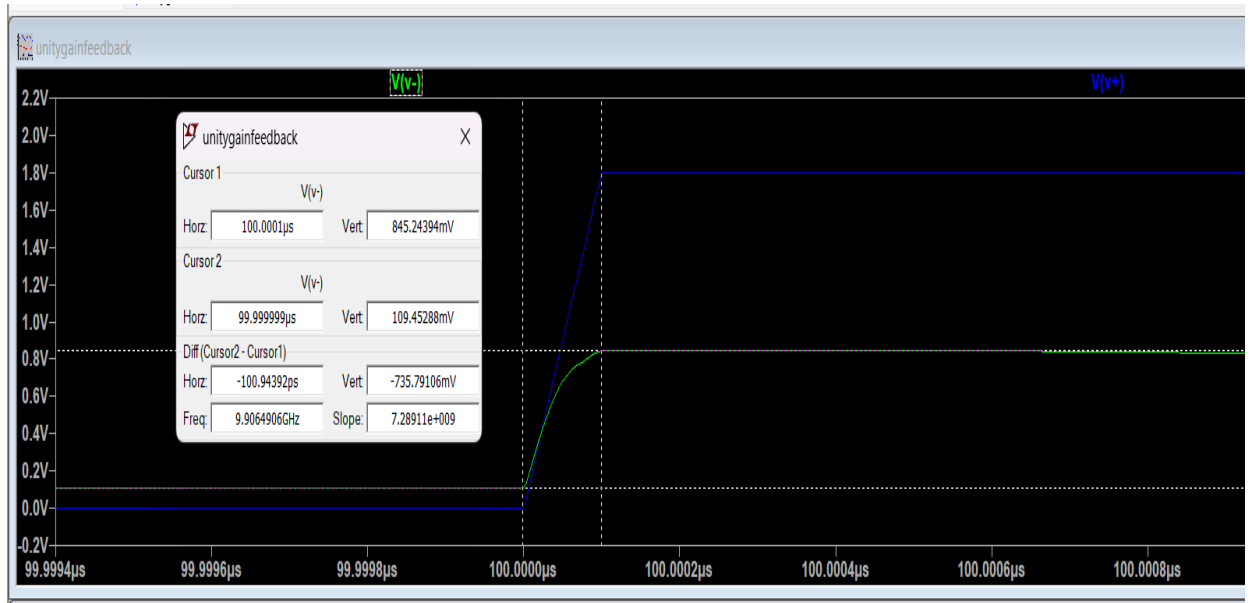 unitygainfeedback
V(v-)
V(v+)
2.2V
2.0V
1.8V
1.6V
1.4V
1.2V
1.0V
0.8V
0.6V
0.4V
0.2V
0.0V
-0.2V
unitygainfeedback
Cursor 1
V(v-)
Horz: 100.0001µs Vert: 845.24394mV
Cursor 2
V(v-)
Horz: 99.999999µs Vert: 109.45288mV
Diff (Cursor2 - Cursor1)
Horz: -100.94392ps Vert: -735.79106mV
Freq: 9.9064906GHz Slope: 7.28911e+009
99.9994µs 99.9996µs 99.9998µs 100.0000µs 100.0002µs 100.0004µs 100.0006µs 100.0008µs